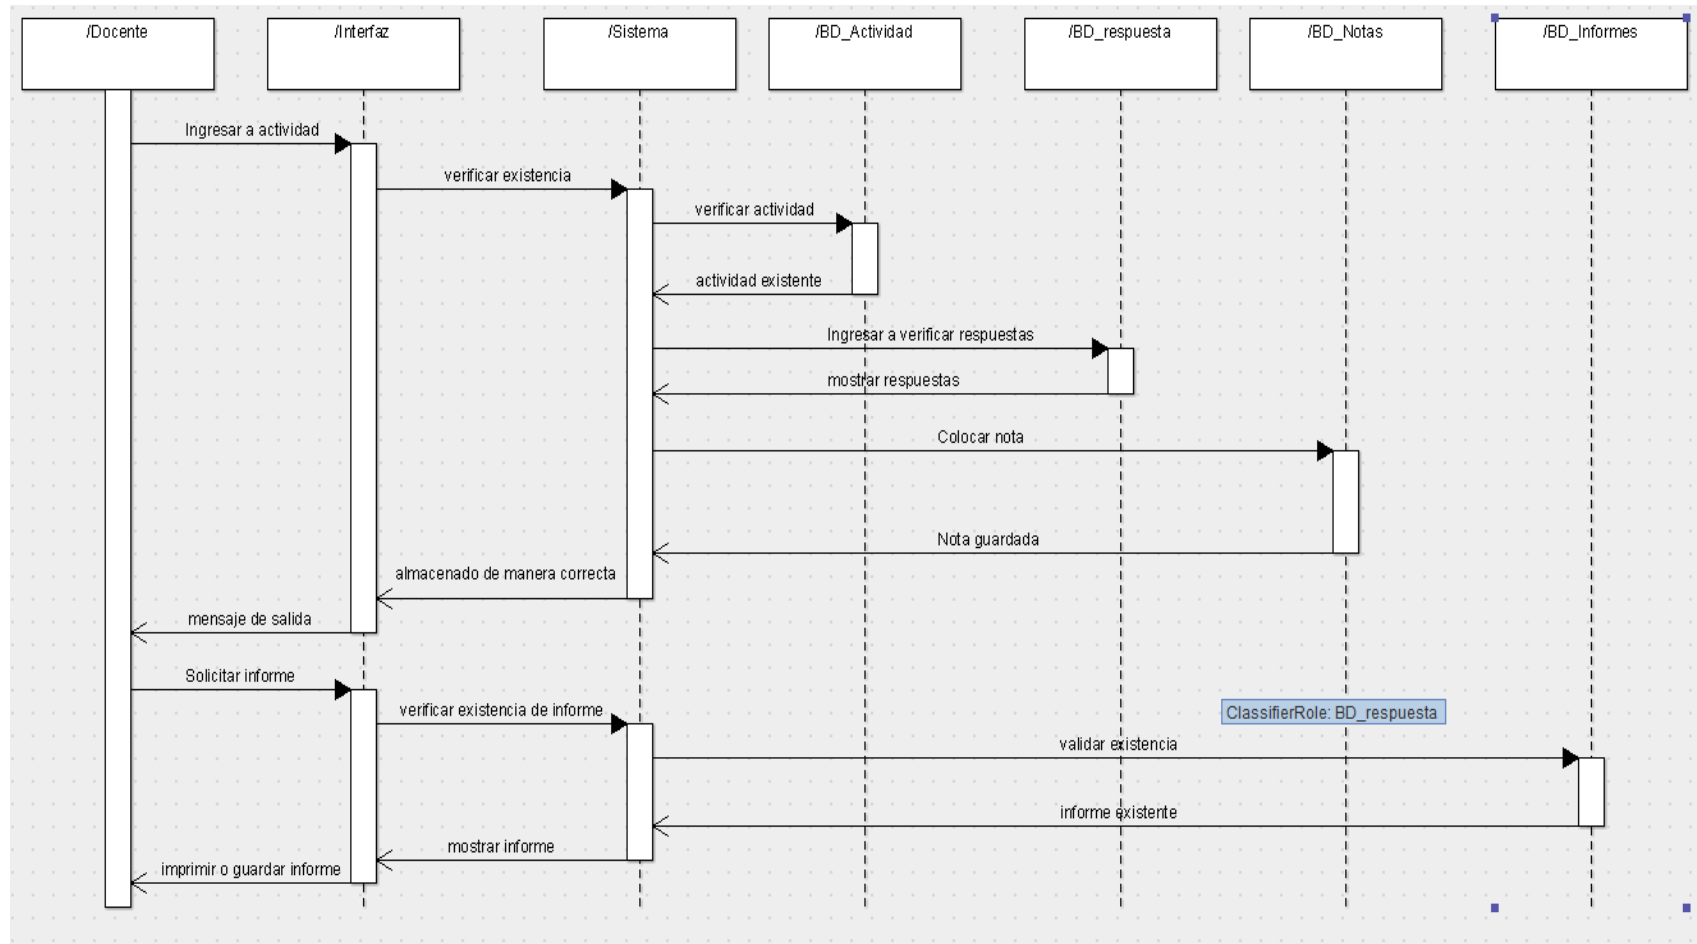 /Docente
/Interfaz
/Sistema
/BD_Actividad
/BD_respuesta
/BD_Notas
/BD_Informes
Ingresar a actividad
verificar existencia
verificar actividad
actividad existente
Ingresar a verificar respuestas
mostrar respuestas
Colocar nota
Nota guardada
almacenado de manera correcta
mensaje de salida
Solicitar informe
verificar existencia de informe
ClassifierRole: BD_respuesta
validar existencia
informe existente
mostrar informe
imprimir o guardar informe